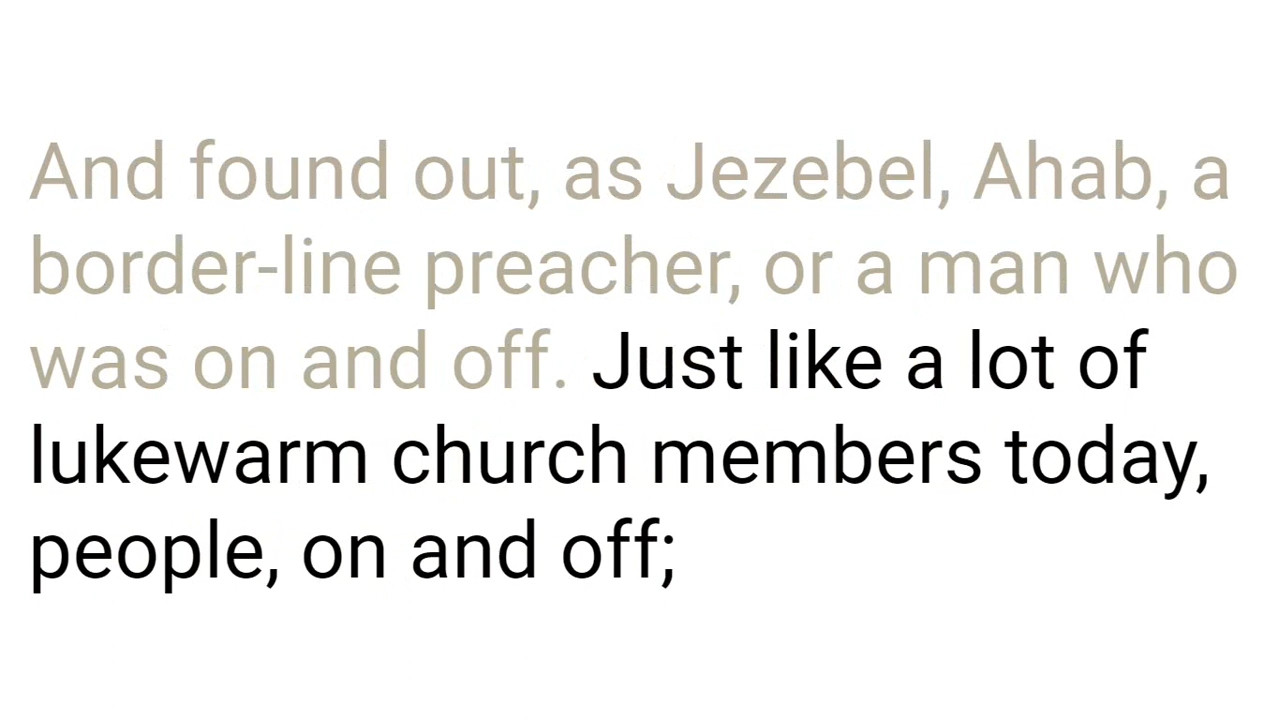 And found out, as Jezebel, Ahab, a
border-line preacher, or a man who
was on and off. Just like a lot of
lukewarm church members today,
people, on and off;